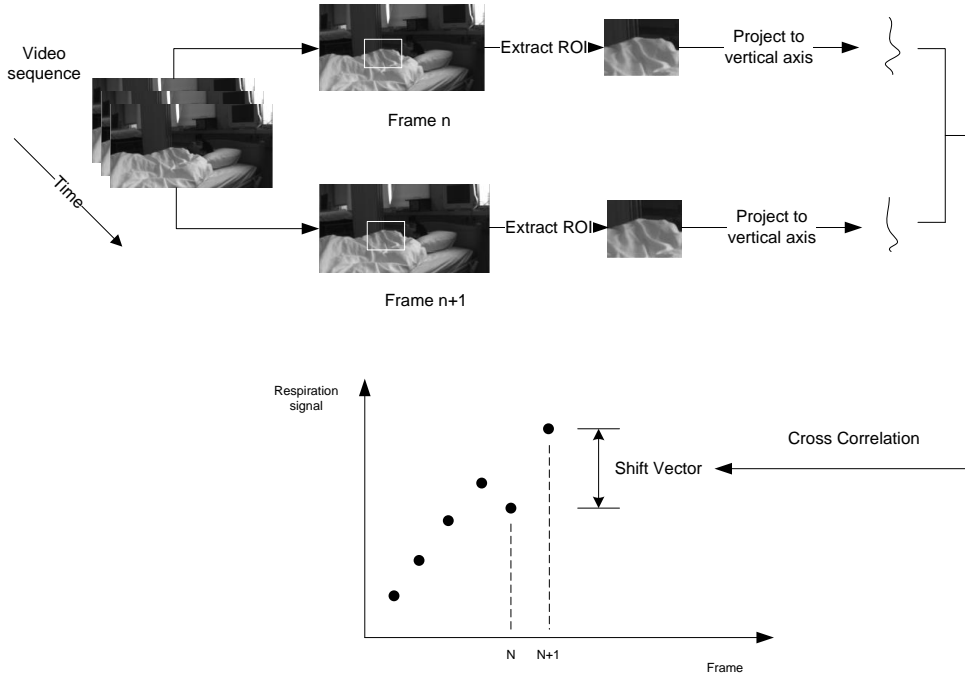 Video
sequence
Time
Extract ROI
Project to
vertical axis
Frame n
Extract ROI
Project to
vertical axis
Frame n+1
Respiration
signal
Cross Correlation
Shift Vector
N
N+1
Frame